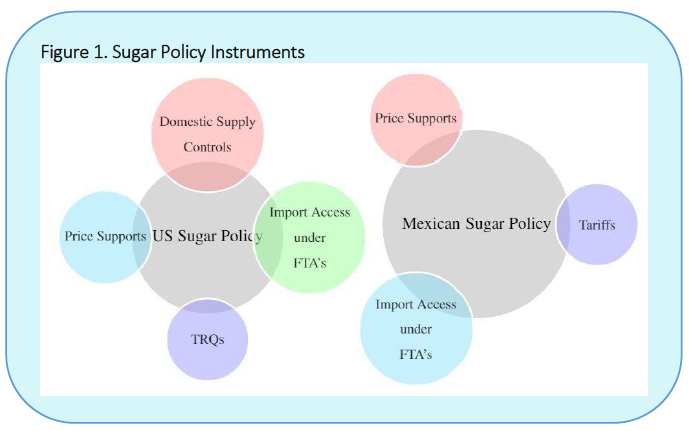 Figure 1. Sugar Policy Instruments
Domestic Supply
Controls
Price Supports
US Sugar Policy
Import Access
under
FTA's
TRQs
Price Supports
Mexican Sugar Policy
Tariffs
Import Access
under
FTA's